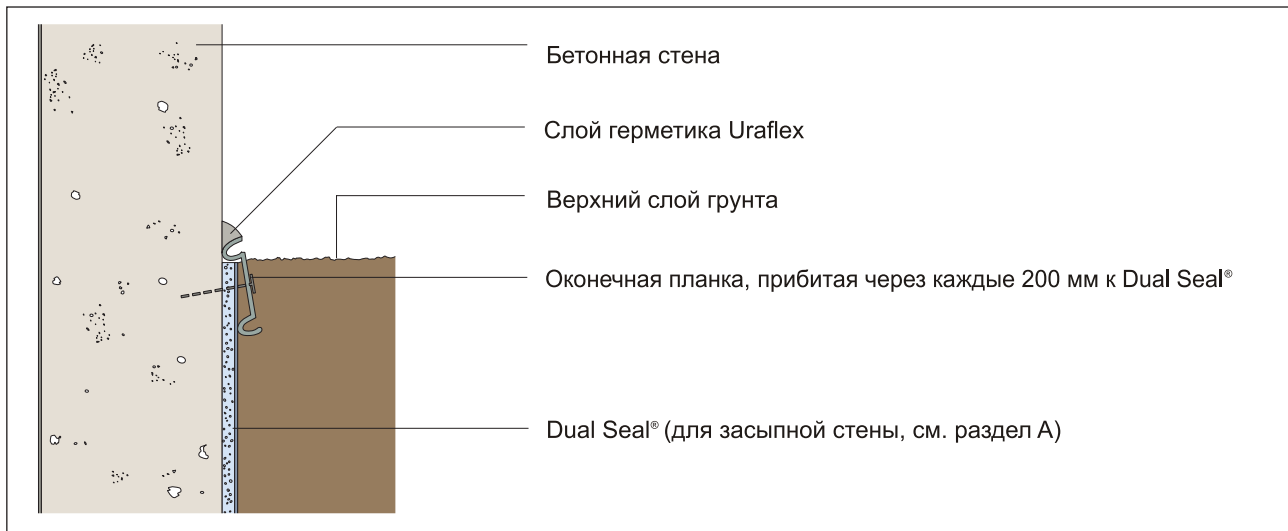 Бетонная стена
Слой герметика Uraflex
Верхний слой грунта
Оконечная планка, прибитая через каждые 200 мм к Dual Seal®
Dual Seal® (для засыпной стены, см. раздел А)